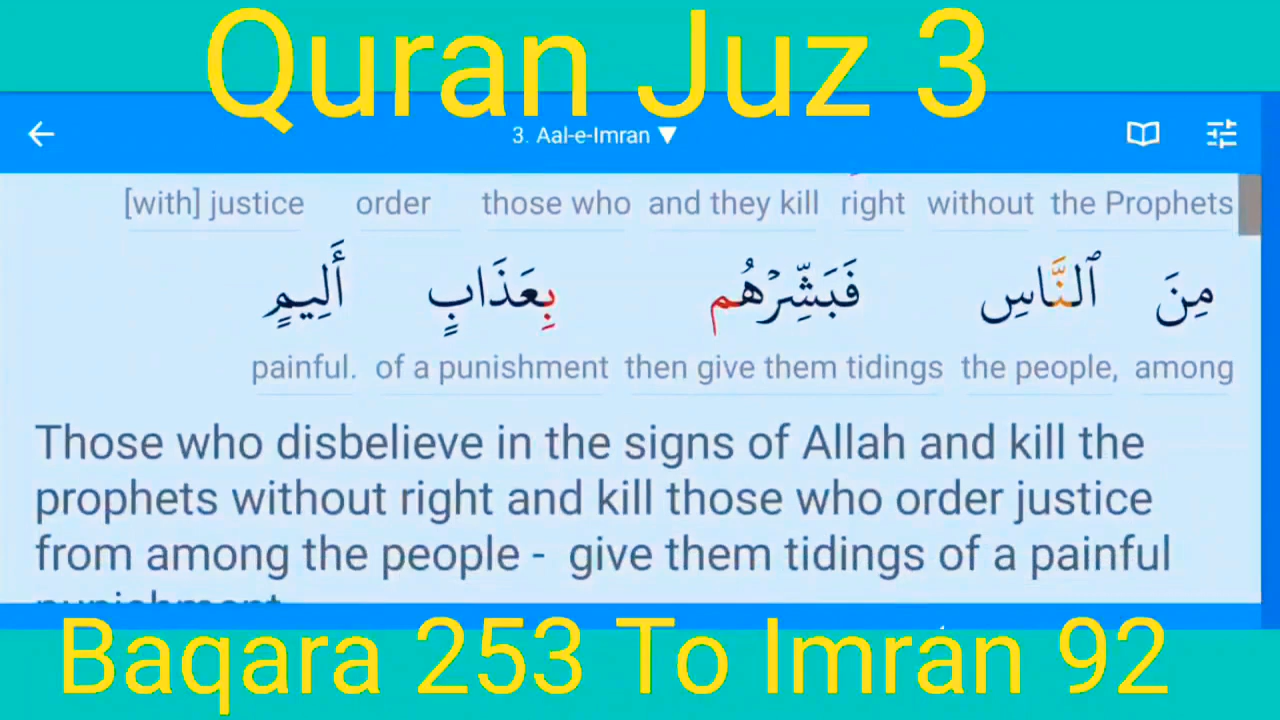 Quran Juz 3
3. Aal-e-Imran ▼
[with] justice order those who and they kill right without the Prophets
مِنَ ٱلنَّاسِ فَبَشِّرْهُم بِعَذَابٍ أَلِيمٍ
painful. of a punishment then give them tidings the people, among
Those who disbelieve in the signs of Allah and kill the
prophets without right and kill those who order justice
from among the people - give them tidings of a painful
punishment.
Baqara 253 To Imran 92